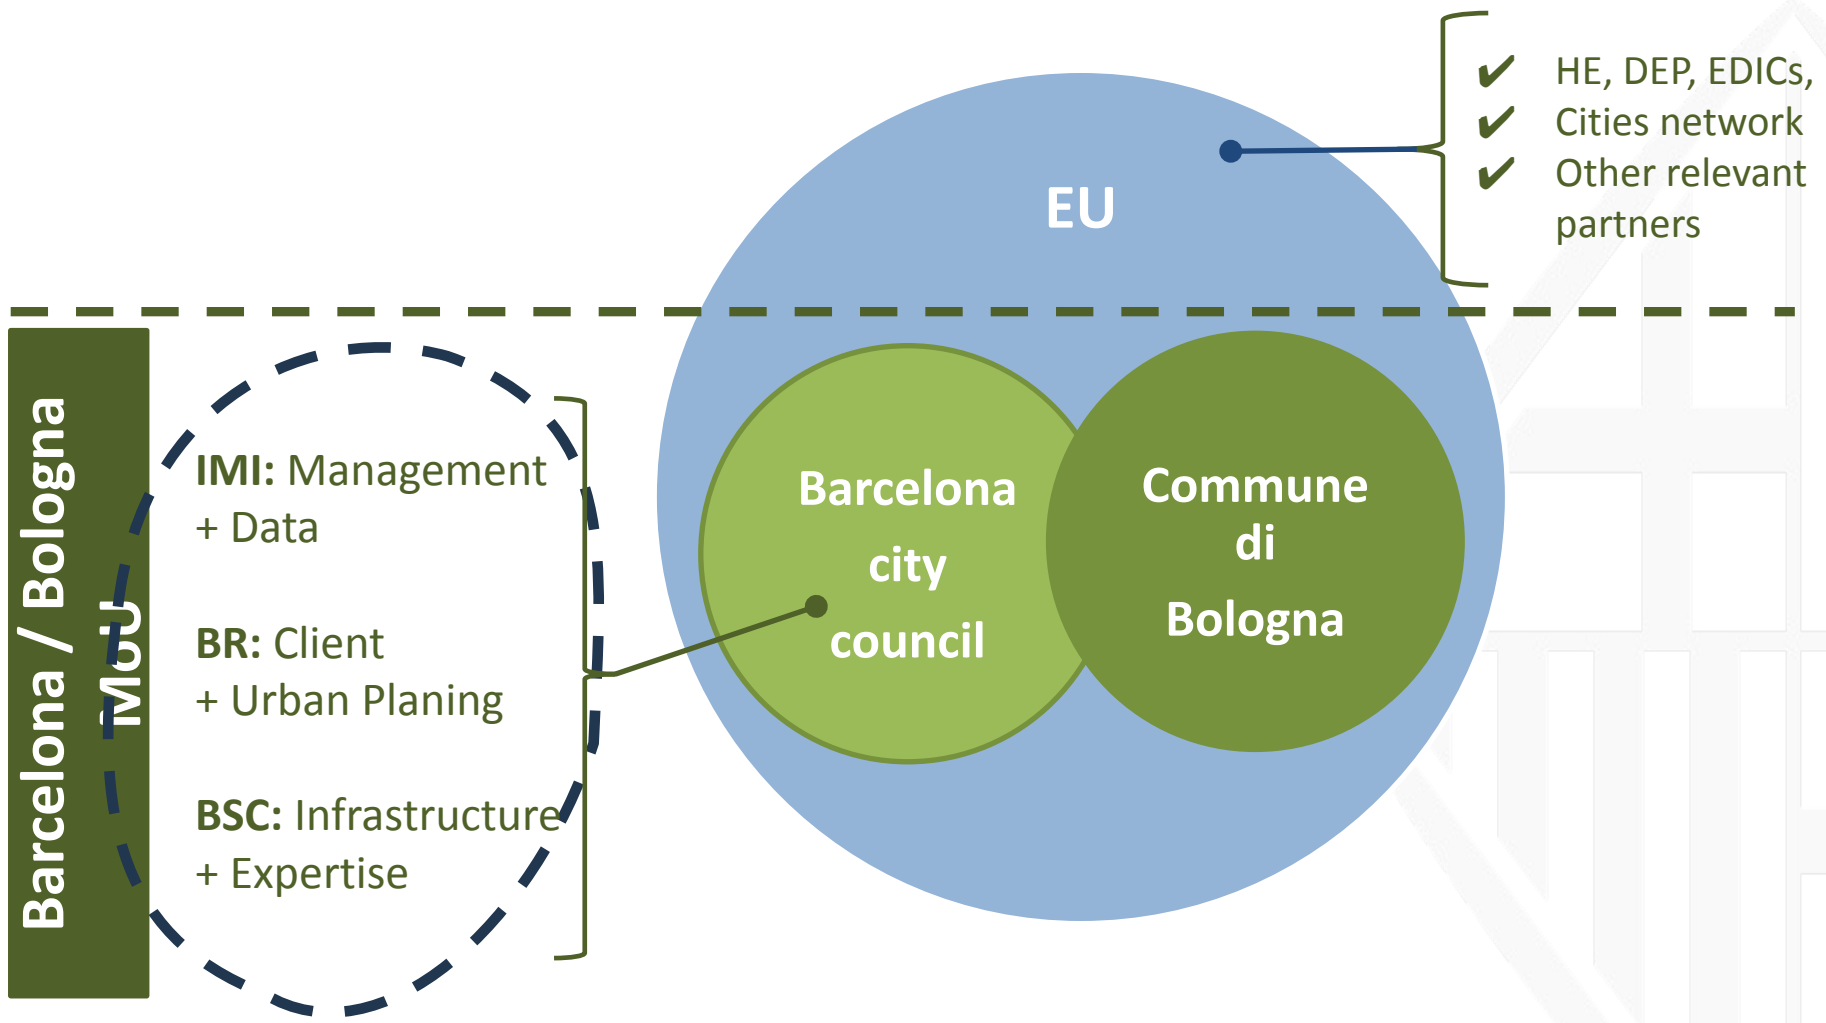 HE, DEP, EDICs,
Cities network
Other relevant
partners
EU
Barcelona / Bologna
MoU
IMI: Management
+ Data
BR: Client
+ Urban Planing
BSC: Infrastructure
+ Expertise
Barcelona
city
council
Commune
di
Bologna